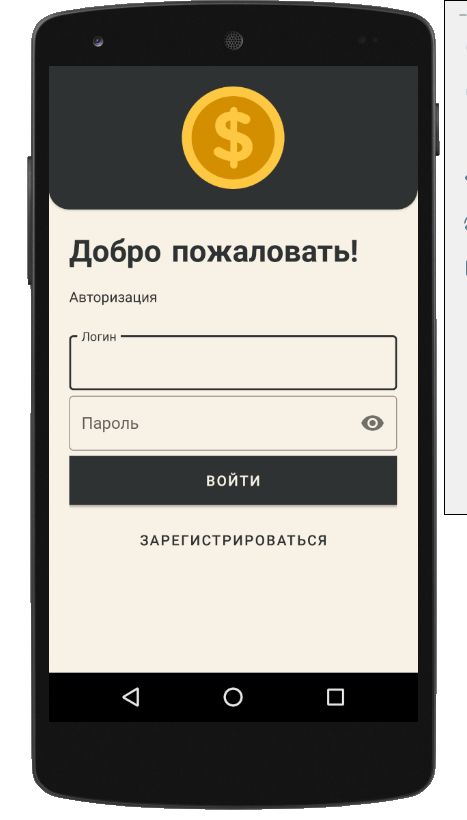 Добро пожаловать!
Авторизация
Логин
Пароль
ВОЙТИ
ЗАРЕГИСТРИРОВАТЬСЯ